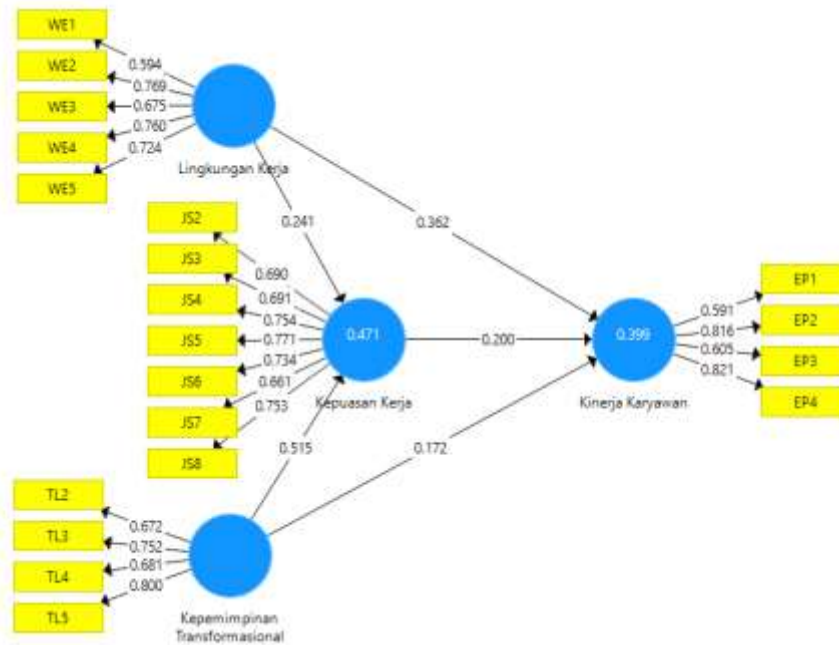 WE1
WE2
WE3
WE4
WE5
0.594
0.769
0.675
0.760
0.724
Lingkungan Kerja
0.241
0.362
JS2
JS3
JS4
JS5
JS6
JS7
JS8
0.690
0.691
0.754
0.771
0.734
0.661
0.753
0.471
Kepuasan Kerja
0.200
0.399
Kinerja Karyawan
0.591
0.816
0.605
0.821
EP1
EP2
EP3
EP4
0.515
0.172
TL2
TL3
TL4
TL5
0.672
0.752
0.681
0.800
Kepemimpinan
Transformasional